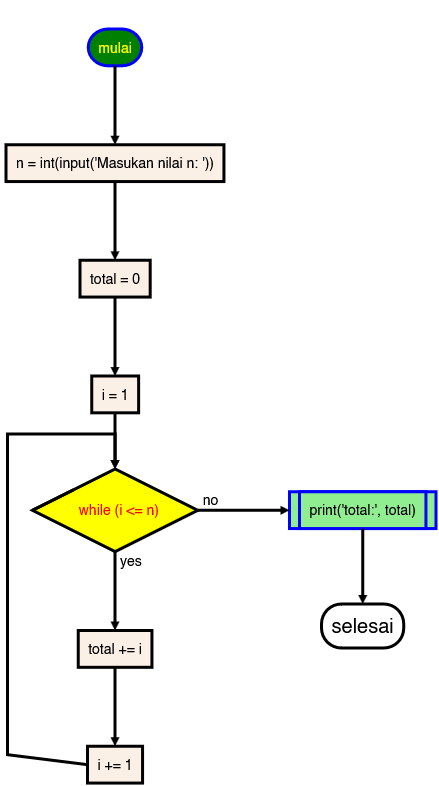 mulai
n = int(input('Masukan nilai n: '))
total = 0
i = 1
while (i <= n)
no
print('total:', total)
yes
selesai
total += i
i += 1